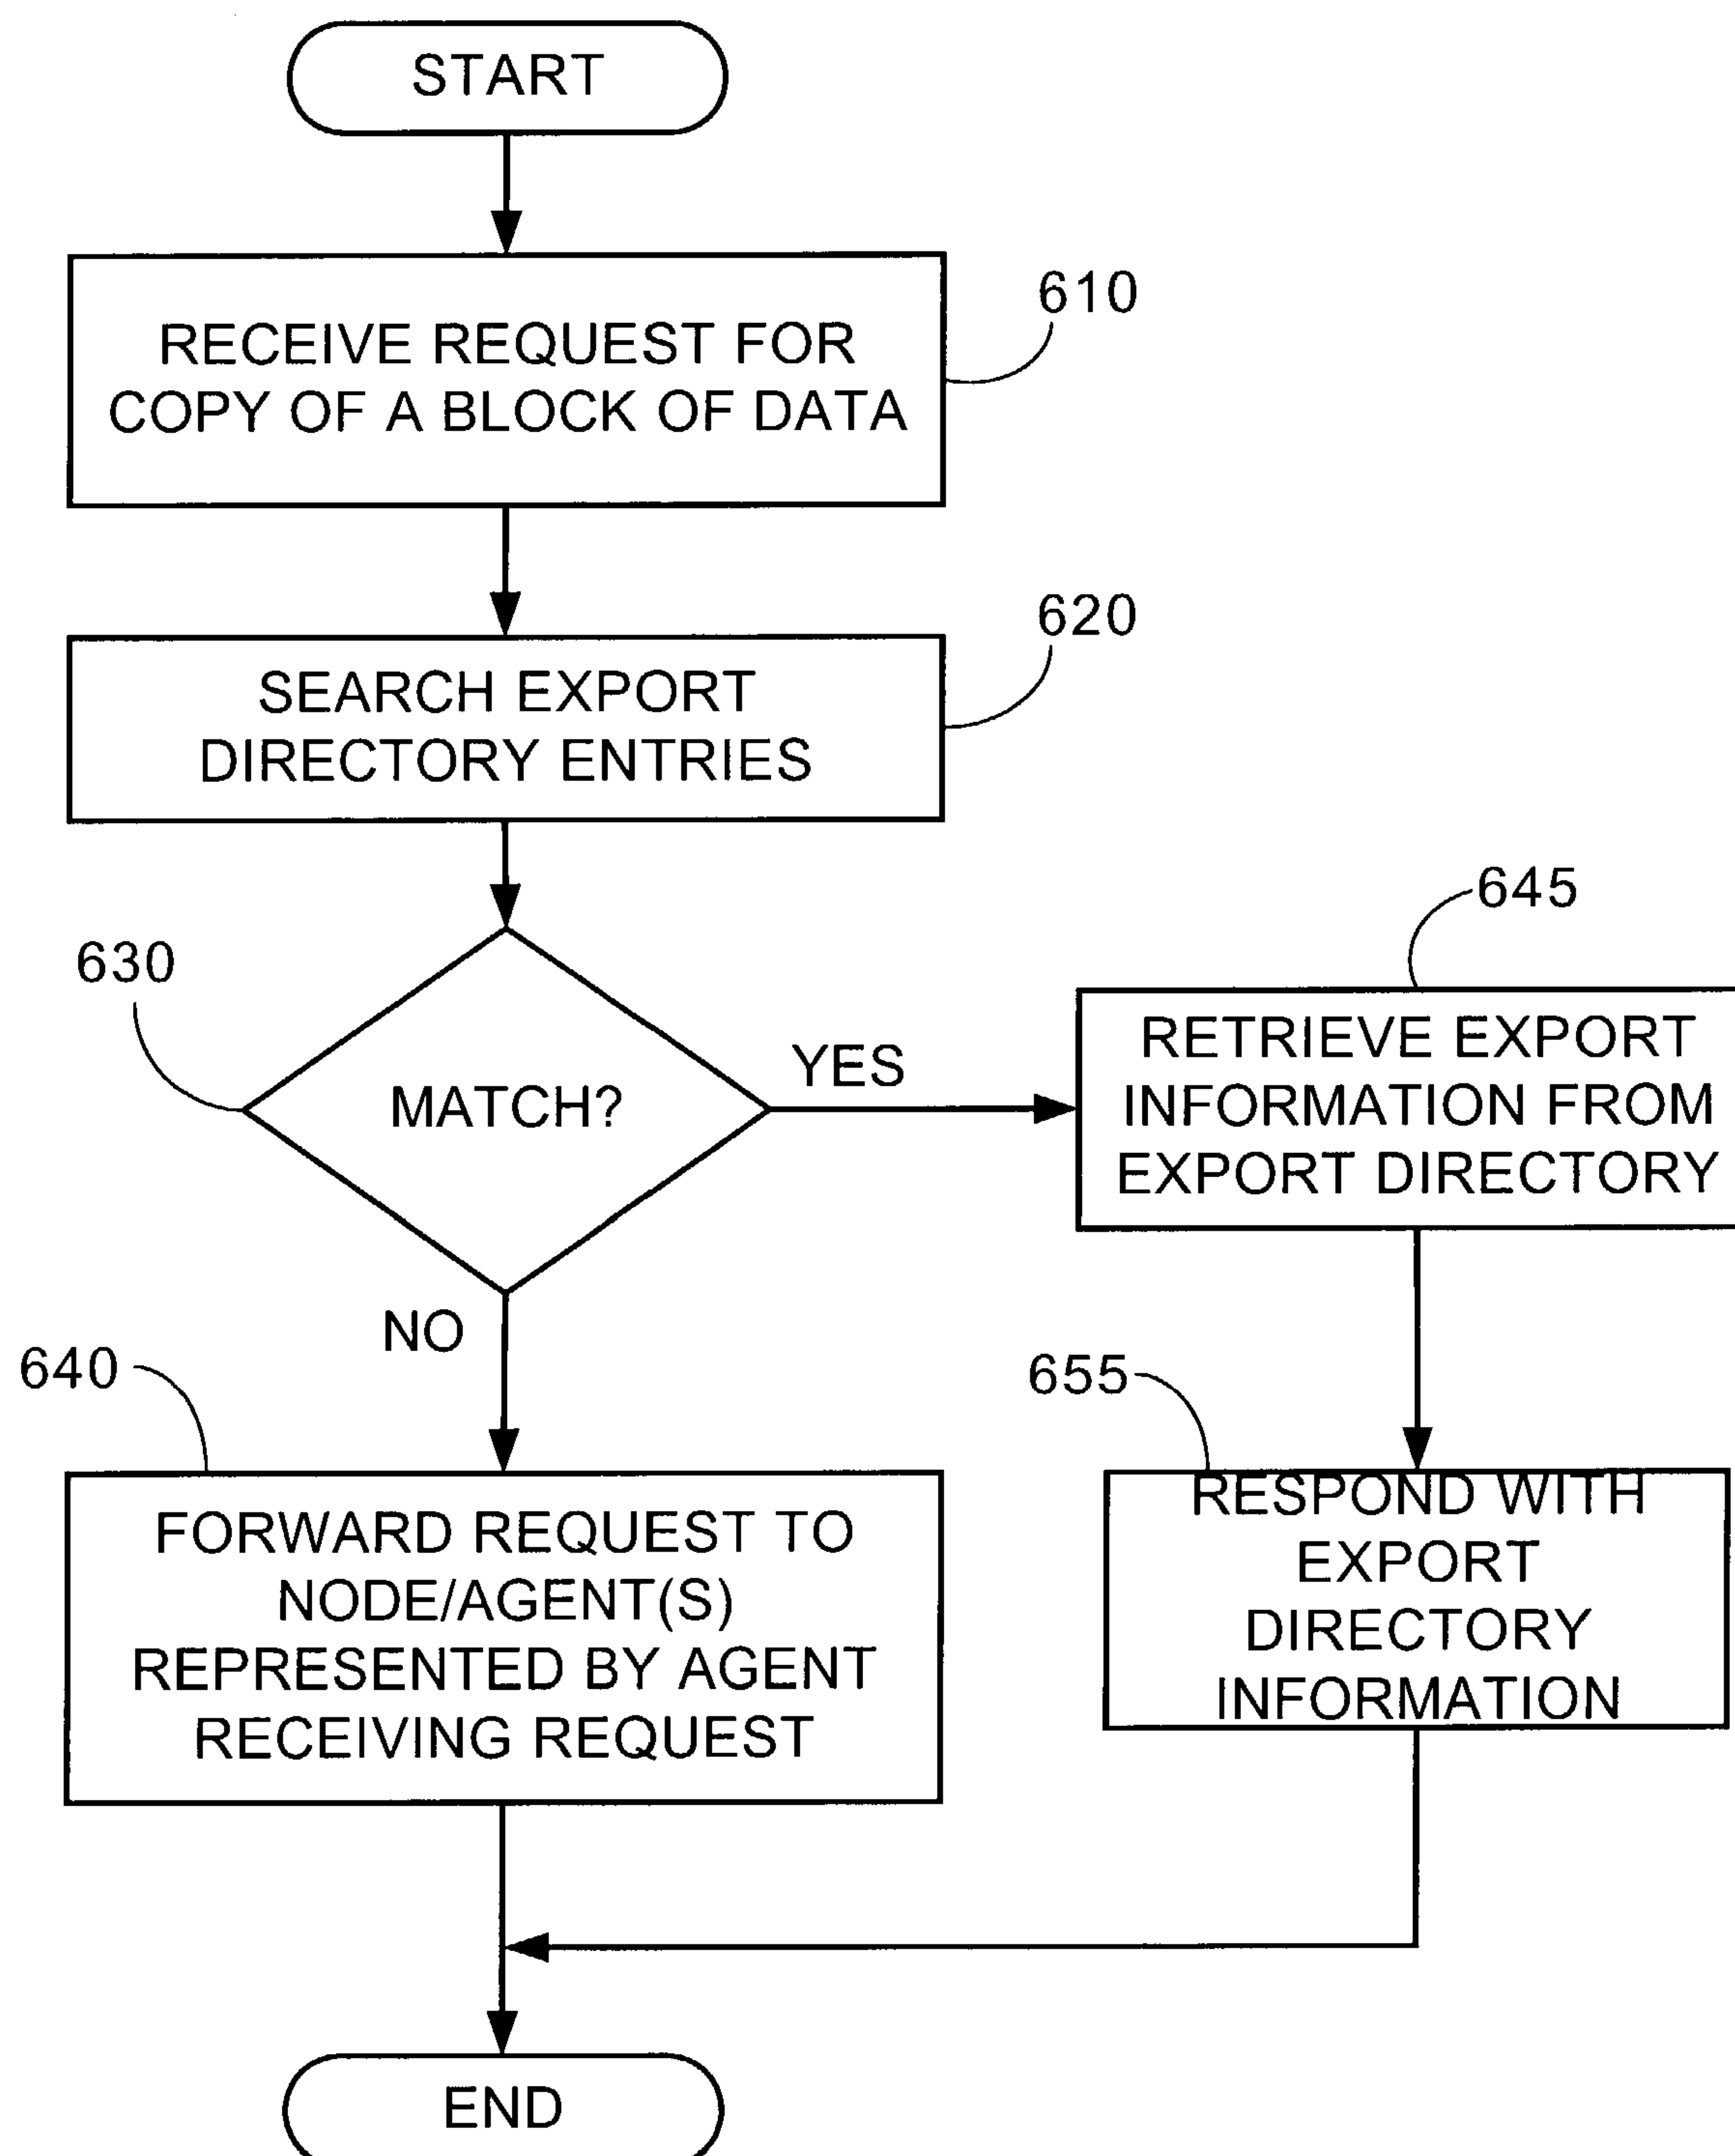 START
610
RECEIVE REQUEST FOR
COPY OF A BLOCK OF DATA
620
SEARCH EXPORT
DIRECTORY ENTRIES
630
MATCH?
YES
645
RETRIEVE EXPORT
INFORMATION FROM
EXPORT DIRECTORY
NO
640
FORWARD REQUEST TO
NODE/AGENT(S)
REPRESENTED BY AGENT
RECEIVING REQUEST
655
RESPOND WITH
EXPORT
DIRECTORY
INFORMATION
END